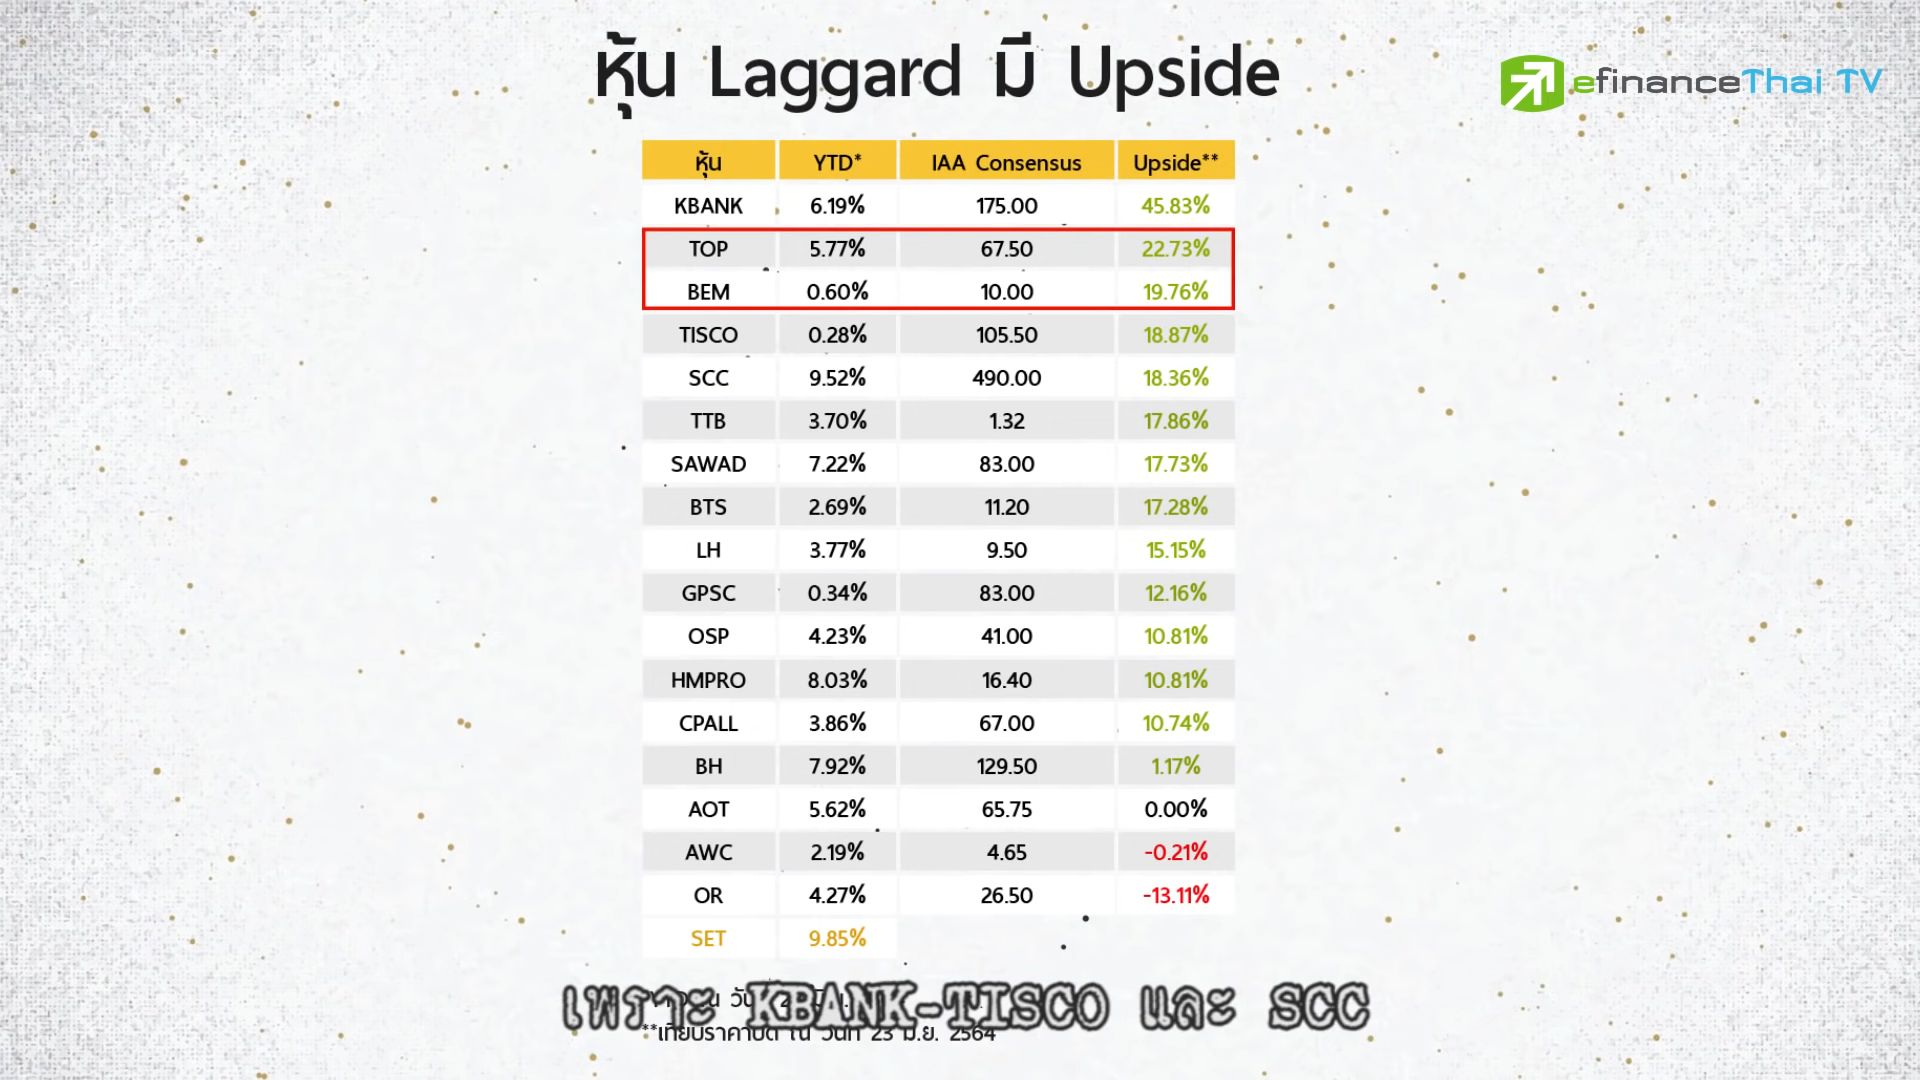 หุ้น Laggard มี Upside
efinanceThai TV
หุ้น YTD* IAA Consensus Upside**
KBANK 6.19% 175.00 45.83%
TOP 5.77% 67.50 22.73%
BEM 0.60% 10.00 19.76%
TISCO 0.28% 105.50 18.87%
SCC 9.52% 490.00 18.36%
TTB 3.70% 1.32 17.86%
SAWAD 7.22% 83.00 17.73%
BTS 2.69% 11.20 17.28%
LH 3.77% 9.50 15.15%
GPSC 0.34% 83.00 12.16%
OSP 4.23% 41.00 10.81%
HMPRO 8.03% 16.40 10.81%
CPALL 3.86% 67.00 10.74%
BH 7.92% 129.50 1.17%
AOT 5.62% 65.75 0.00%
AWC 2.19% 4.65 -0.21%
OR 4.27% 26.50 -13.11%
SET 9.85%
เพราะ KBANK-TISCO และ SCC
**เทียบราคาปิด ณ วันที่ 23 มิ.ย. 2564